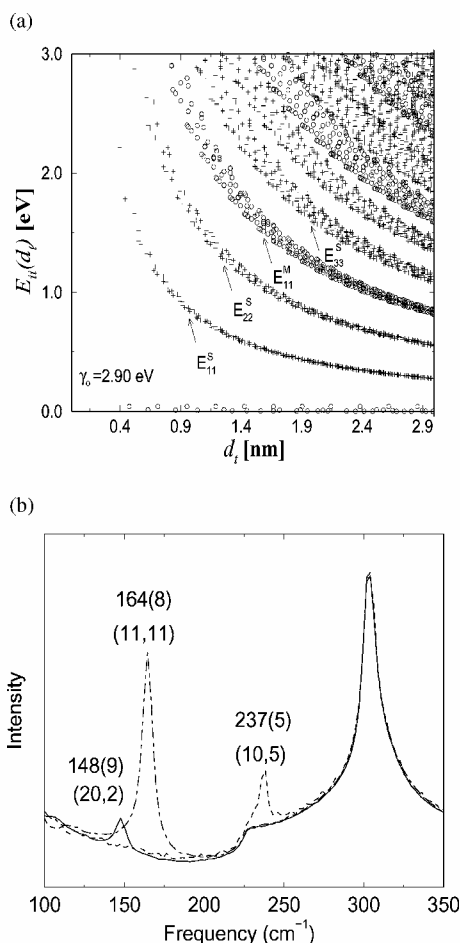 (a)
3.0
2.0
1.0
0.0
E_ii(d_t) [eV]
E^S_33
E^M_11
E^S_22
E^S_11
γ_o=2.90 eV
0.4 0.9 1.4 1.9 2.4 2.9
d_t [nm]
(b)
164(8)
(11,11)
237(5)
(10,5)
148(9)
(20,2)
Intensity
100 150 200 250 300 350
Frequency (cm⁻¹)